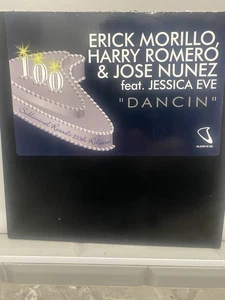 100
ERICK MORILLO,
HARRY ROMERO
& JOSE NUNEZ
feat. JESSICA EVE
"DANCIN"